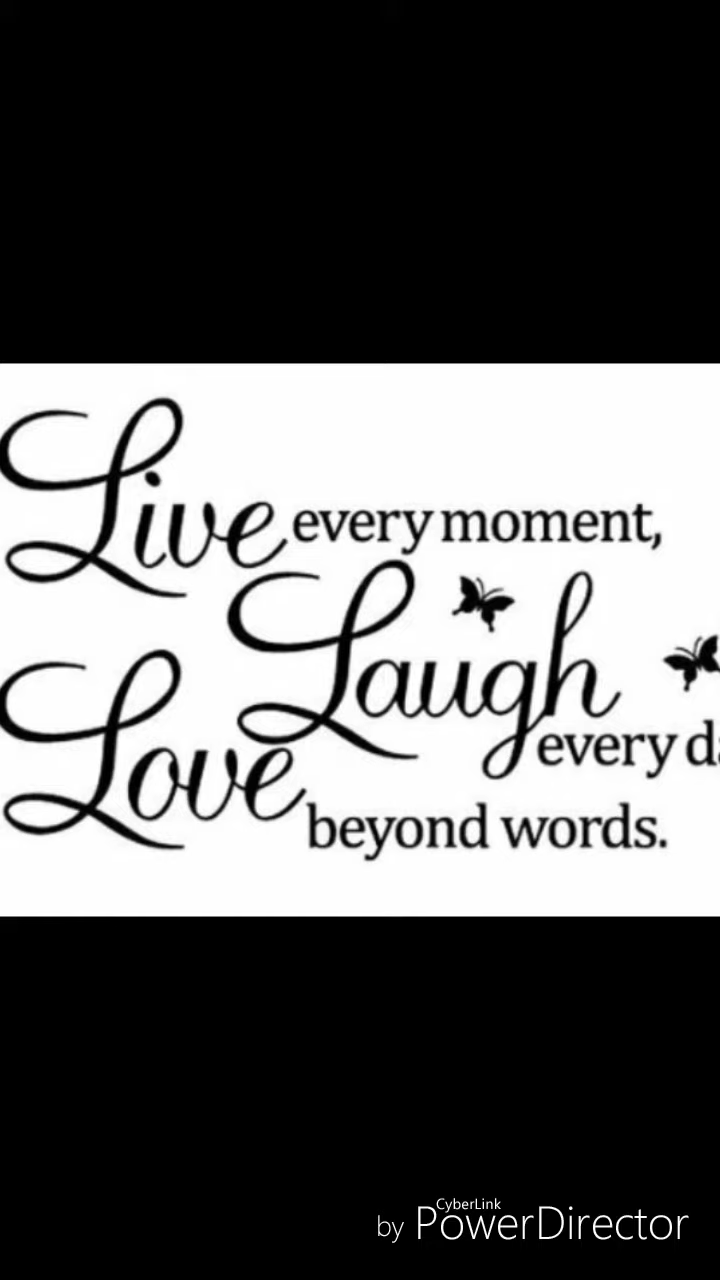 Live every moment,
Laugh
every
Love
beyond words.
CyberLink
by PowerDirector